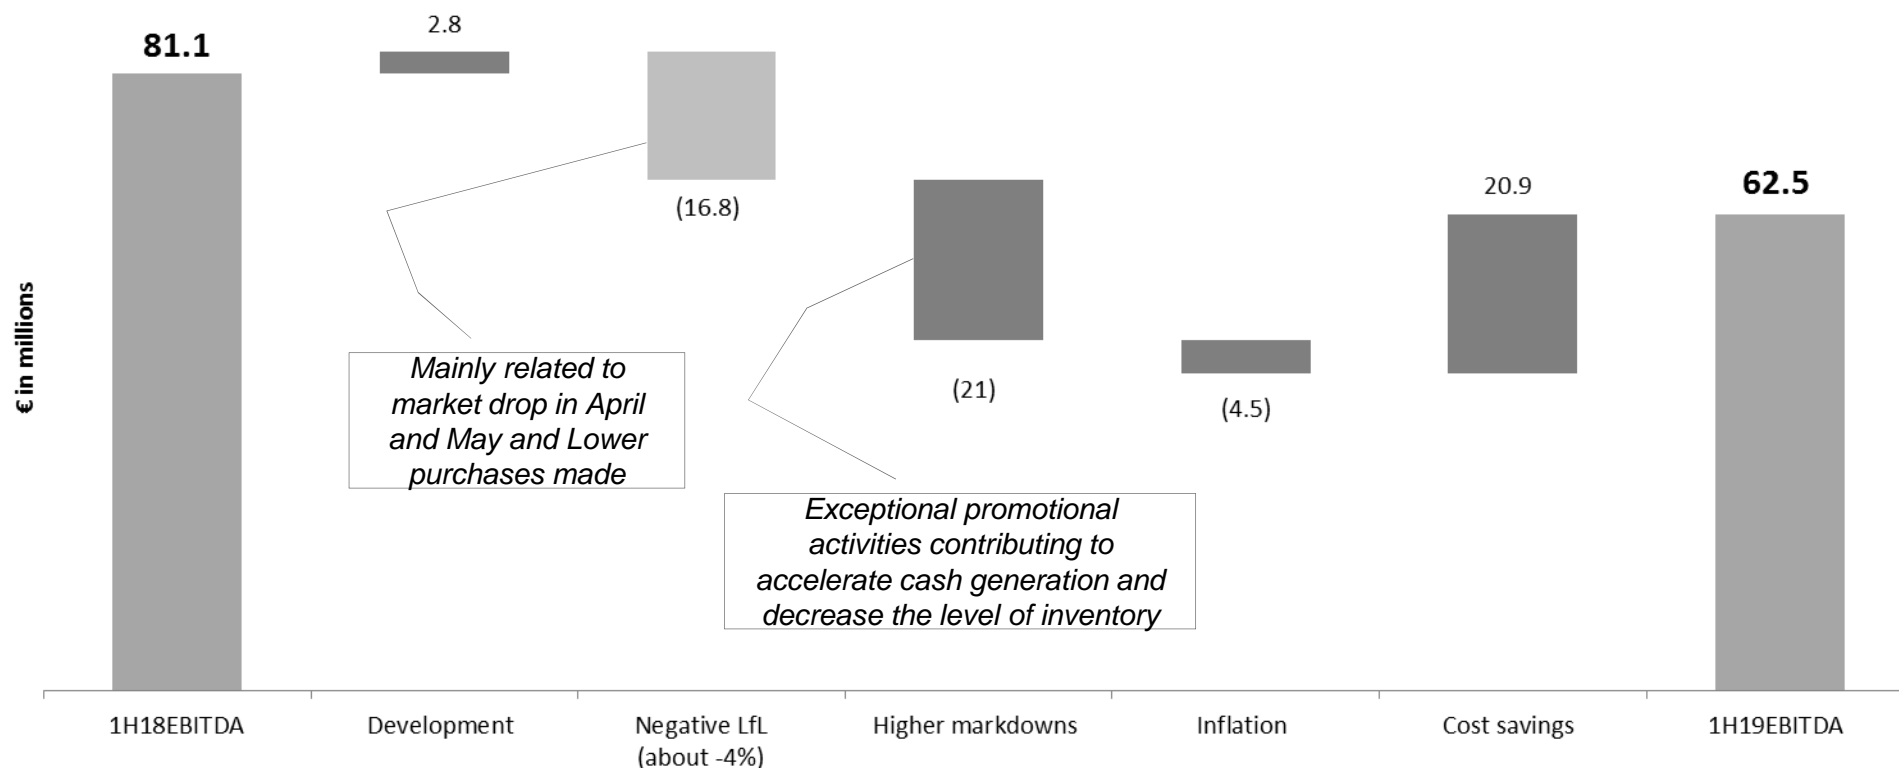 81.1
2.8
(16.8)
(21)
(4.5)
20.9
62.5
€ in millions
Mainly related to
market drop in April
and May and Lower
purchases made
Exceptional promotional
activities contributing to
accelerate cash generation and
decrease the level of inventory
1H18EBITDA
Development
Negative LfL
(about -4%)
Higher markdowns
Inflation
Cost savings
1H19EBITDA